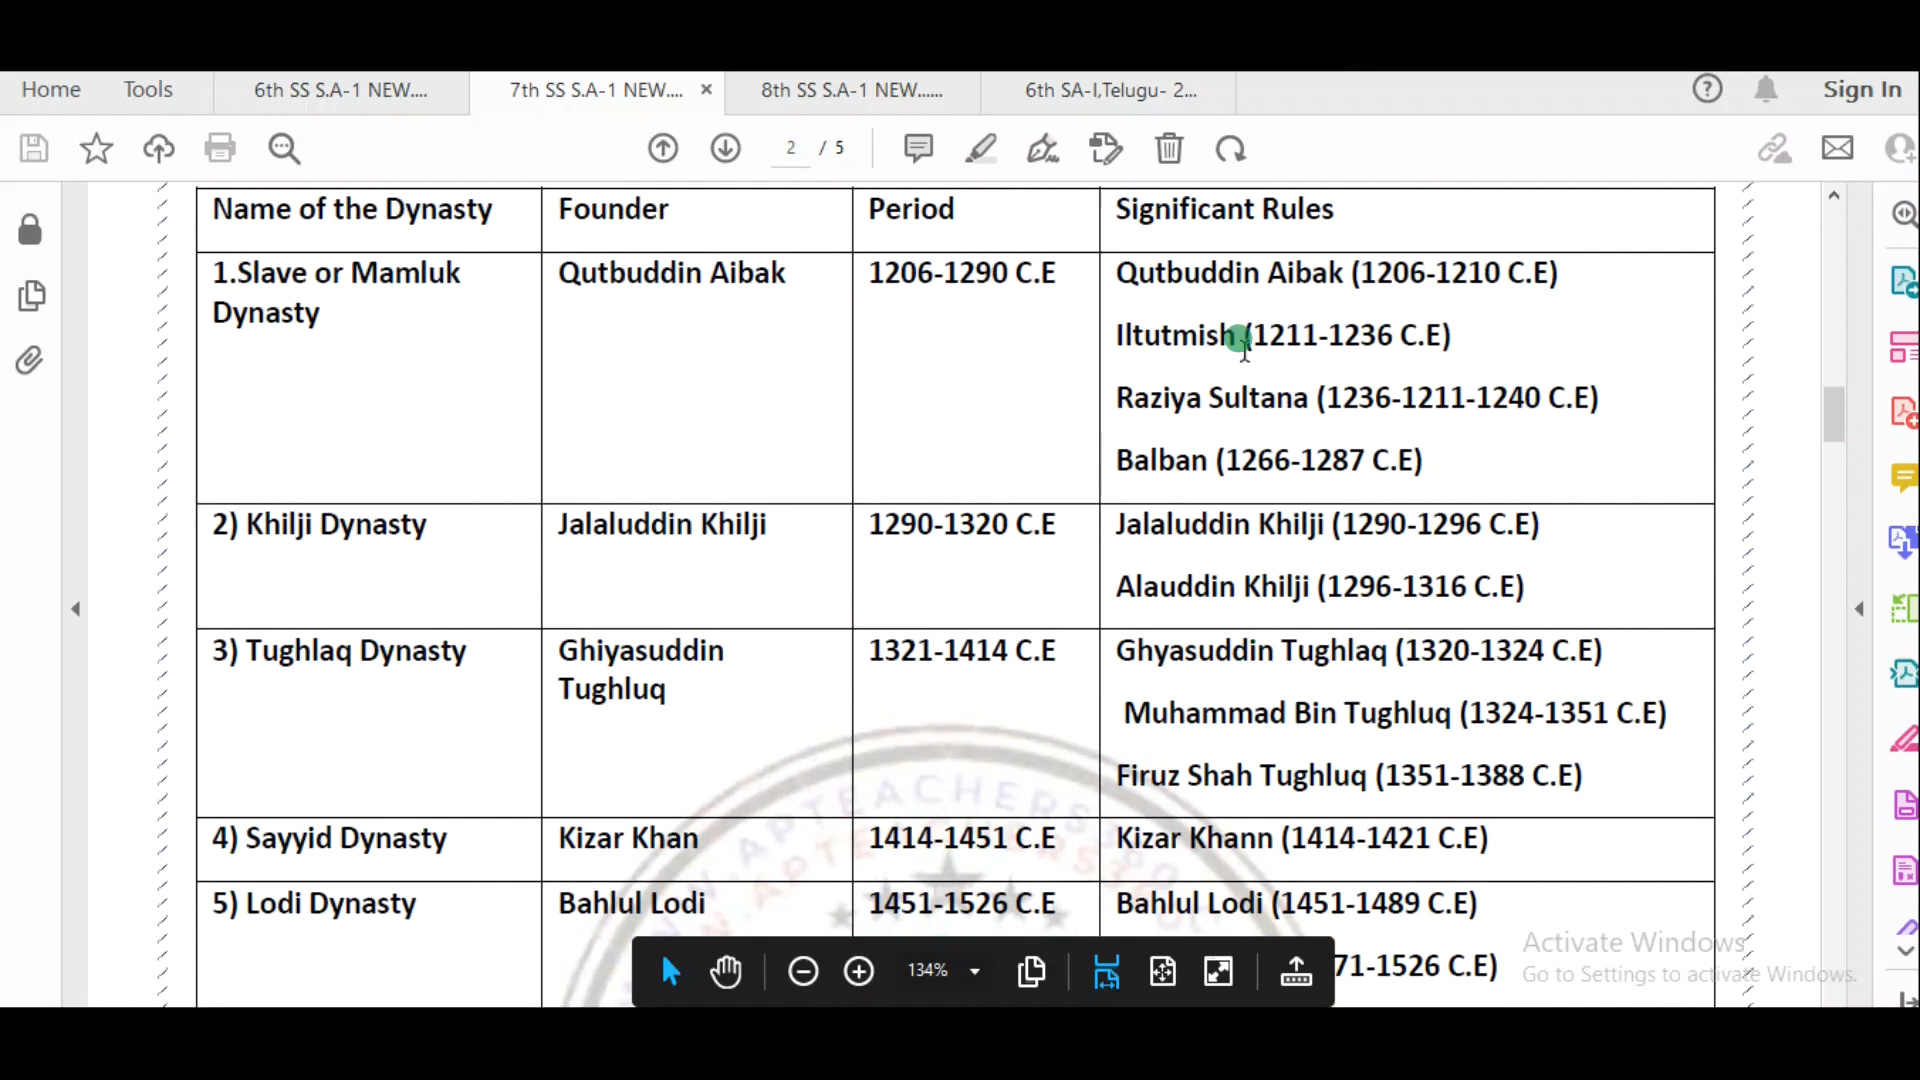 Home Tools 6th SS S.A-1 NEW.... 7th SS S.A-1 NEW.... × 8th SS S.A-1 NEW...... 6th SA-I,Telugu- 2... Sign In
2 / 5
Name of the Dynasty Founder Period Significant Rules
1.Slave or Mamluk Qutbuddin Aibak 1206-1290 C.E Qutbuddin Aibak (1206-1210 C.E)
Dynasty
Iltutmish (1211-1236 C.E)
Raziya Sultana (1236-1211-1240 C.E)
Balban (1266-1287 C.E)
2) Khilji Dynasty Jalaluddin Khilji 1290-1320 C.E Jalaluddin Khilji (1290-1296 C.E)
Alauddin Khilji (1296-1316 C.E)
3) Tughlaq Dynasty Ghiyasuddin 1321-1414 C.E Ghyasuddin Tughlaq (1320-1324 C.E)
Tughluq
Muhammad Bin Tughluq (1324-1351 C.E)
Firuz Shah Tughluq (1351-1388 C.E)
4) Sayyid Dynasty Kizar Khan 1414-1451 C.E Kizar Khann (1414-1421 C.E)
5) Lodi Dynasty Bahlul Lodi 1451-1526 C.E Bahlul Lodi (1451-1489 C.E)
71-1526 C.E)
134%
Activate Windows
Go to Settings to activate Windows.